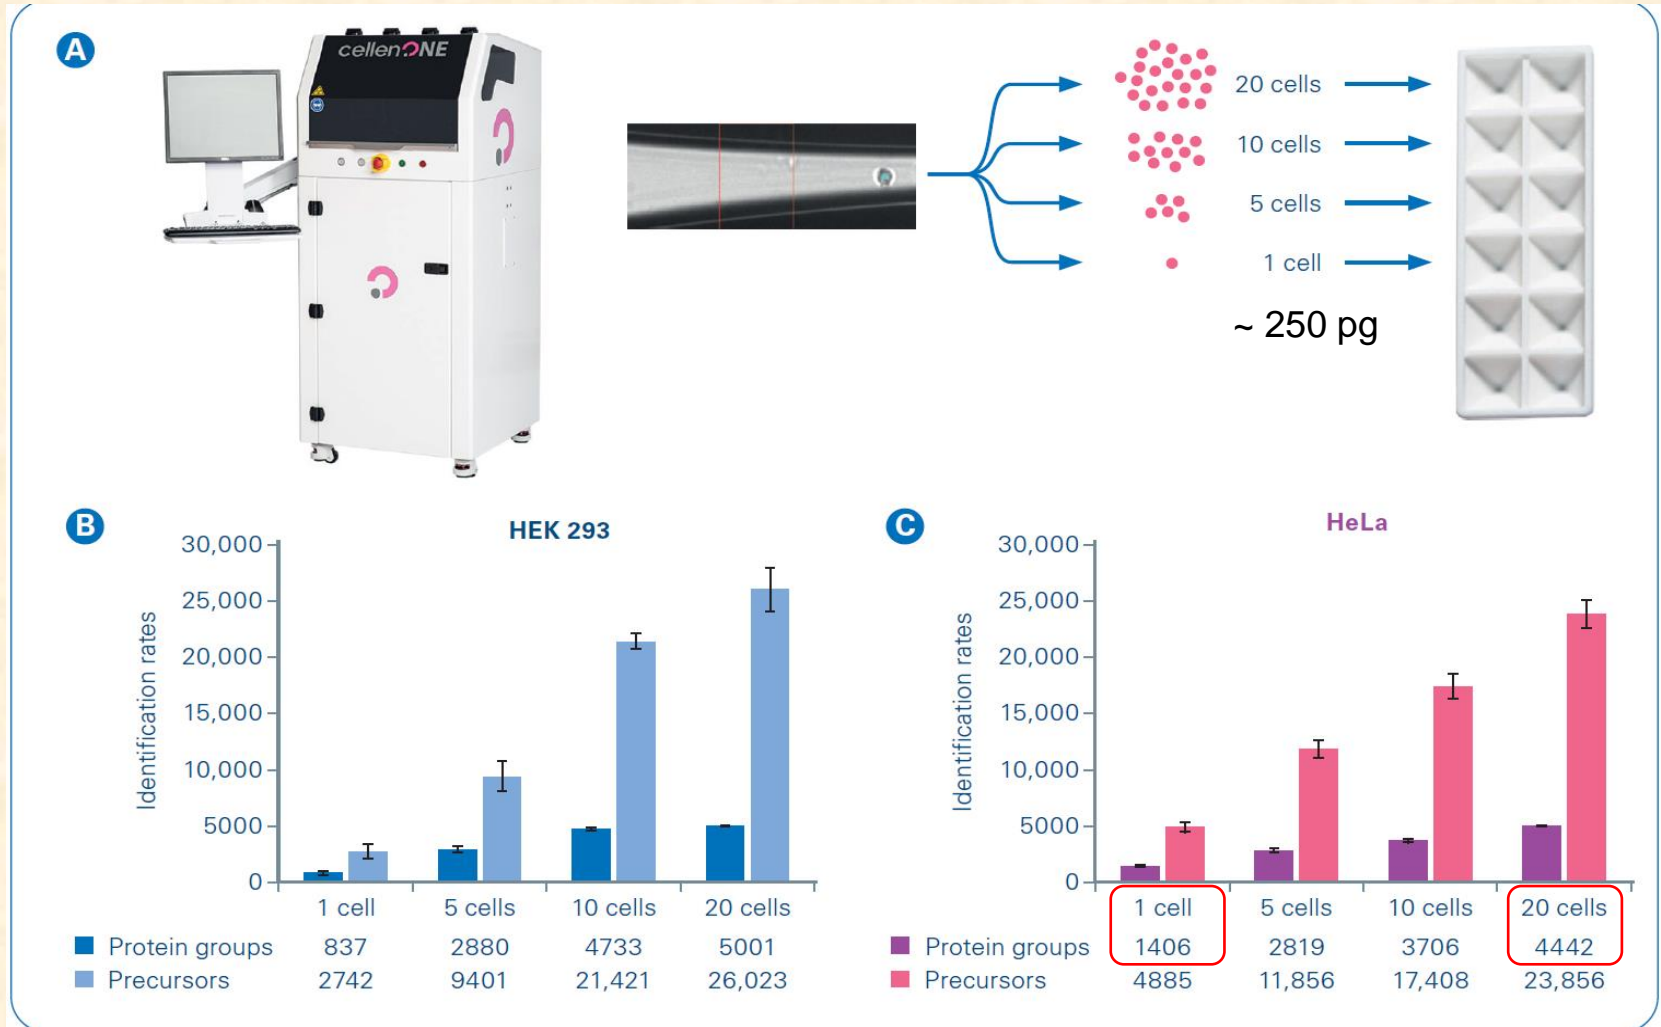 A
cellenONE
20 cells
10 cells
5 cells
1 cell
~ 250 pg
B
HEK 293
30,000
25,000
20,000
15,000
10,000
5000
0
Identification rates
1 cell 5 cells 10 cells 20 cells
Protein groups 837 2880 4733 5001
Precursors 2742 9401 21,421 26,023
C
HeLa
30,000
25,000
20,000
15,000
10,000
5000
0
Identification rates
1 cell 5 cells 10 cells 20 cells
Protein groups 1406 2819 3706 4442
Precursors 4885 11,856 17,408 23,856